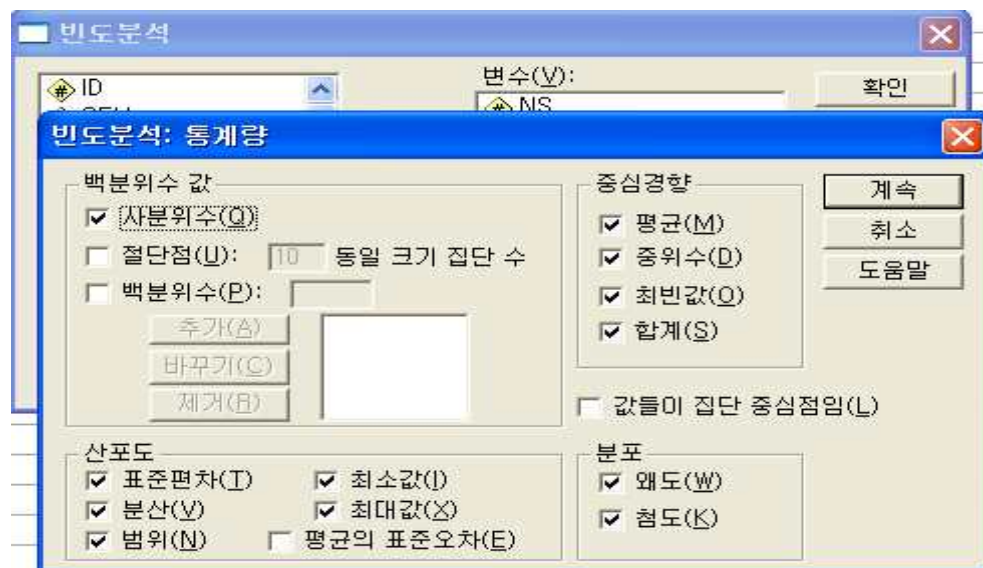 빈도분석
ID
변수(V):
확인
NS
빈도분석: 통계량
백분위수 값
사분위수(Q)
절단점(U): 10 동일 크기 집단 수
백분위수(P):
추가(A)
바꾸기(C)
제거(R)
중심경향
평균(M)
중위수(D)
최빈값(O)
합계(S)
계속
취소
도움말
값들이 집단 중심점임(L)
산포도
표준편차(T) 최소값(I)
분산(V) 최대값(X)
범위(N) 평균의 표준오차(E)
분포
왜도(W)
첨도(K)